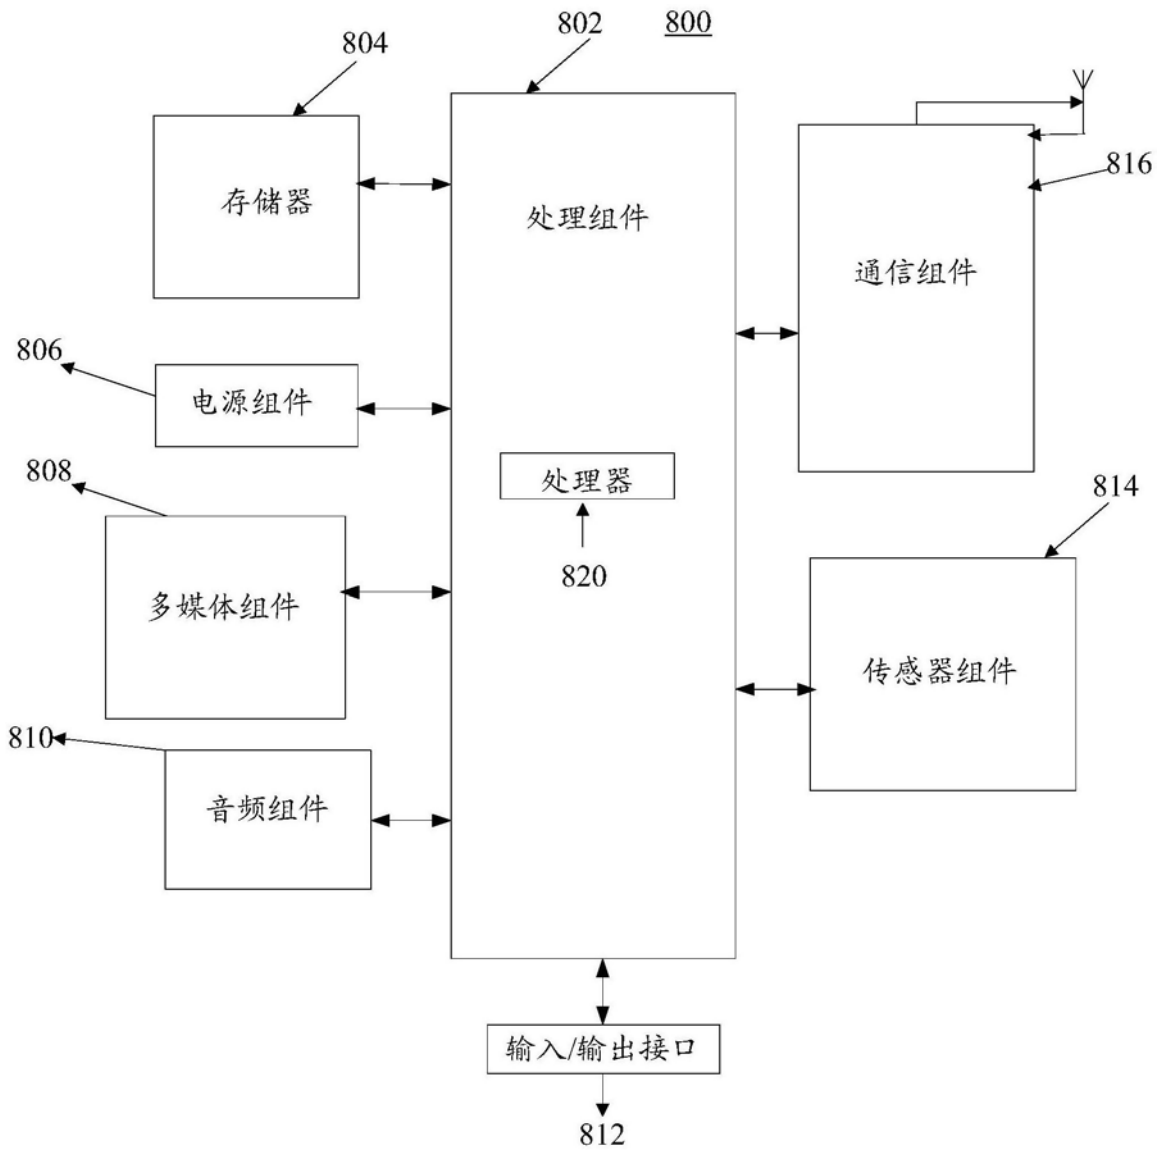 802
800
804
816
存储器
处理组件
通信组件
806
电源组件
808
处理器
814
820
多媒体组件
传感器组件
810
音频组件
输入/输出接口
812